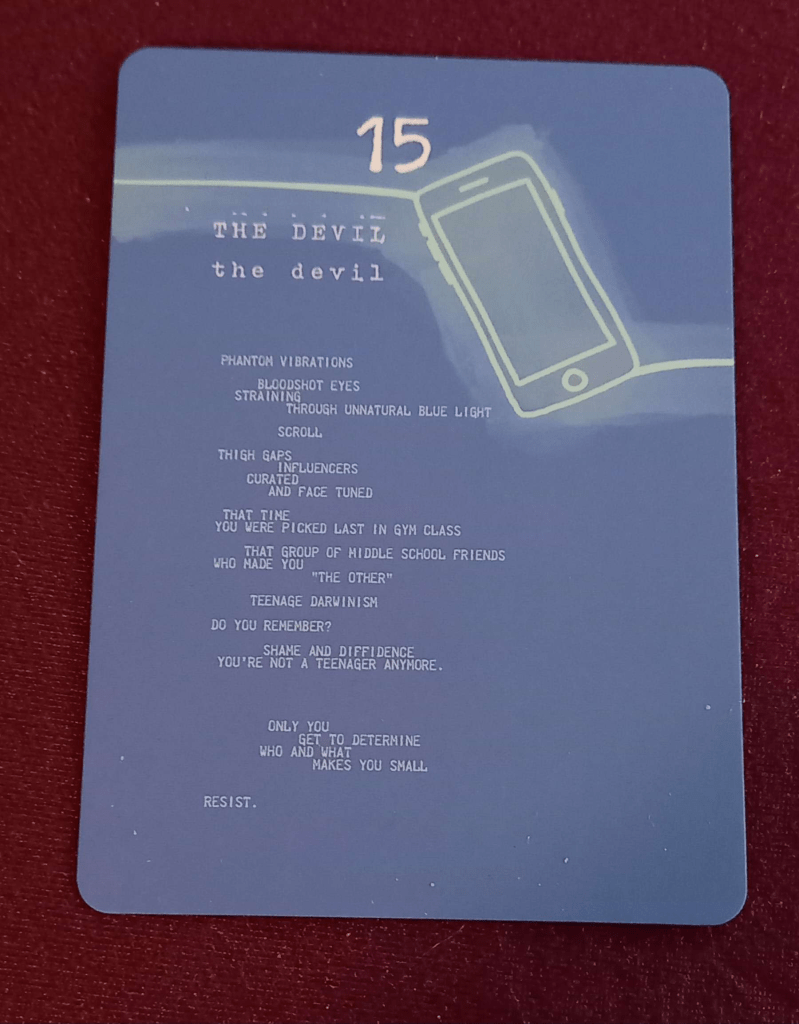 15
THE DEVIL
the devil
PHANTOM VIBRATIONS
BLOODSHOT EYES
STRAINING
THROUGH UNNATURAL BLUE LIGHT
SCROLL
THIGH GAPS
INFLUENCERS
CURATED
AND FACE TUNED
THAT TIME
YOU WERE PICKED LAST IN GYM CLASS
THAT GROUP OF MIDDLE SCHOOL FRIENDS
WHO MADE YOU
"THE OTHER"
TEENAGE DARWINISM
DO YOU REMEMBER?
SHAME AND DIFFIDENCE
YOU'RE NOT A TEENAGER ANYMORE.
ONLY YOU
GET TO DETERMINE
WHO AND WHAT
MAKES YOU SMALL
RESIST.